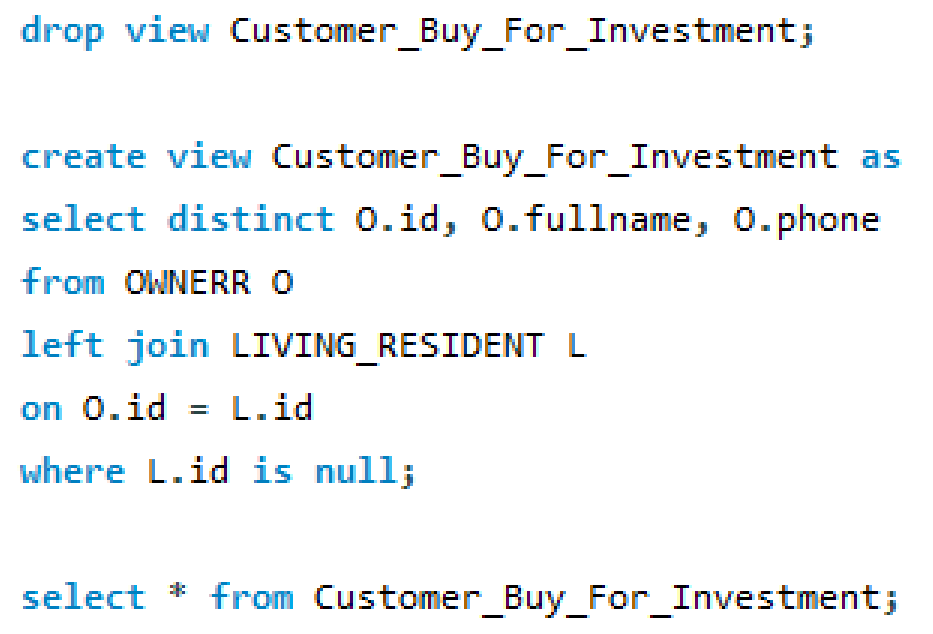 drop view Customer_Buy_For_Investment;
create view Customer_Buy_For_Investment as
select distinct O.id, O.fullname, O.phone
from OWNERR O
left join LIVING_RESIDENT L
on O.id = L.id
where L.id is null;
select * from Customer_Buy_For_Investment;